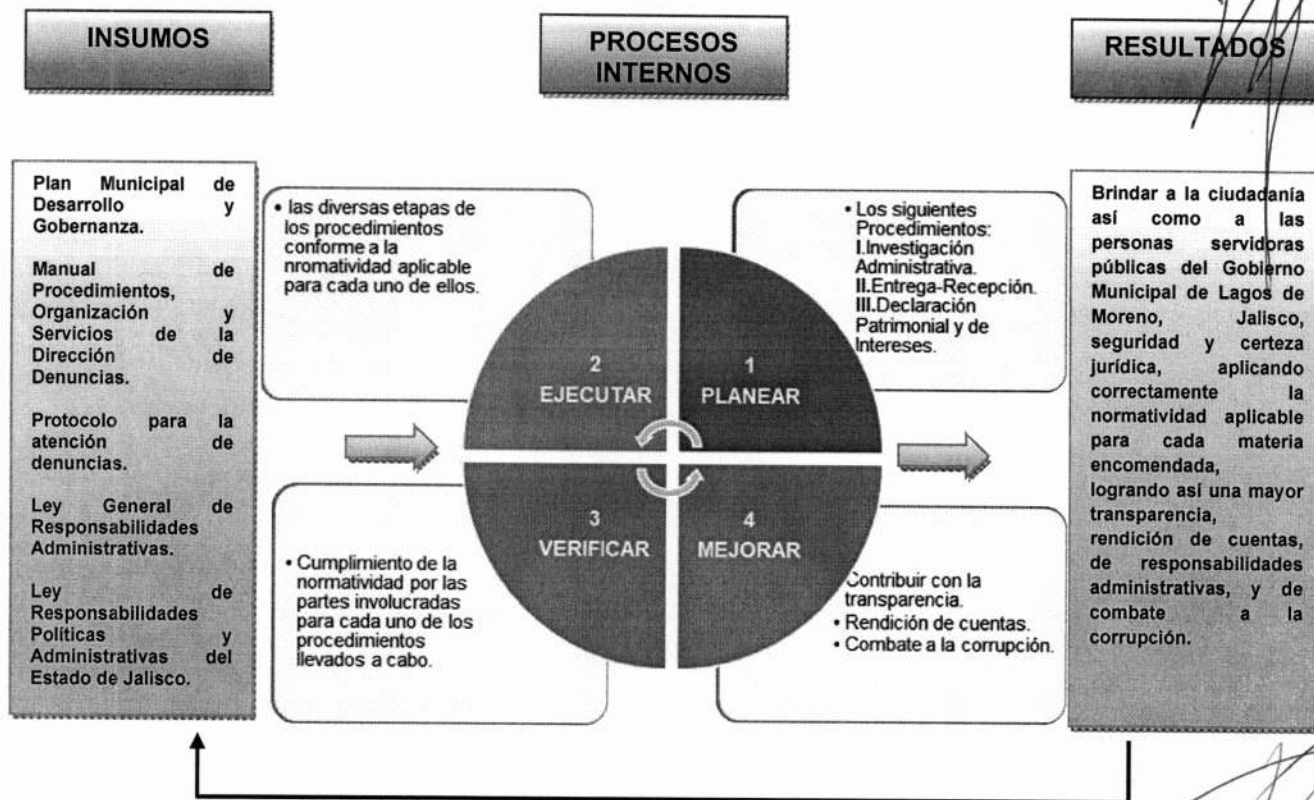 INSUMOS
PROCESOS
INTERNOS
RESULTADOS
Plan Municipal de
Desarrollo y
Gobernanza.
Manual de
Procedimientos,
Organización y
Servicios de la
Dirección de
Denuncias.
Protocolo para la
atención de
denuncias.
Ley General de
Responsabilidades
Administrativas.
Ley de
Responsabilidades
Políticas y
Administrativas del
Estado de Jalisco.
• las diversas etapas de
los procedimientos
conforme a la
nromatividad aplicable
para cada uno de ellos.
• Los siguientes
Procedimientos:
I.Investigación
Administrativa.
II.Entrega-Recepción.
III.Declaración
Patrimonial y de
Intereses.
2
EJECUTAR
1
PLANEAR
3
VERIFICAR
4
MEJORAR
• Cumplimiento de la
normatividad por las
partes involucradas
para cada uno de los
procedimientos
llevados a cabo.
Contribuir con la
transparencia.
• Rendición de cuentas.
• Combate a la corrupción.
Brindar a la ciudadanía
así como a las
personas servidoras
públicas del Gobierno
Municipal de Lagos de
Moreno, Jalisco,
seguridad y certeza
jurídica, aplicando
correctamente la
normatividad aplicable
para cada materia
encomendada,
logrando así una mayor
transparencia,
rendición de cuentas,
de responsabilidades
administrativas, y de
combate a la
corrupción.